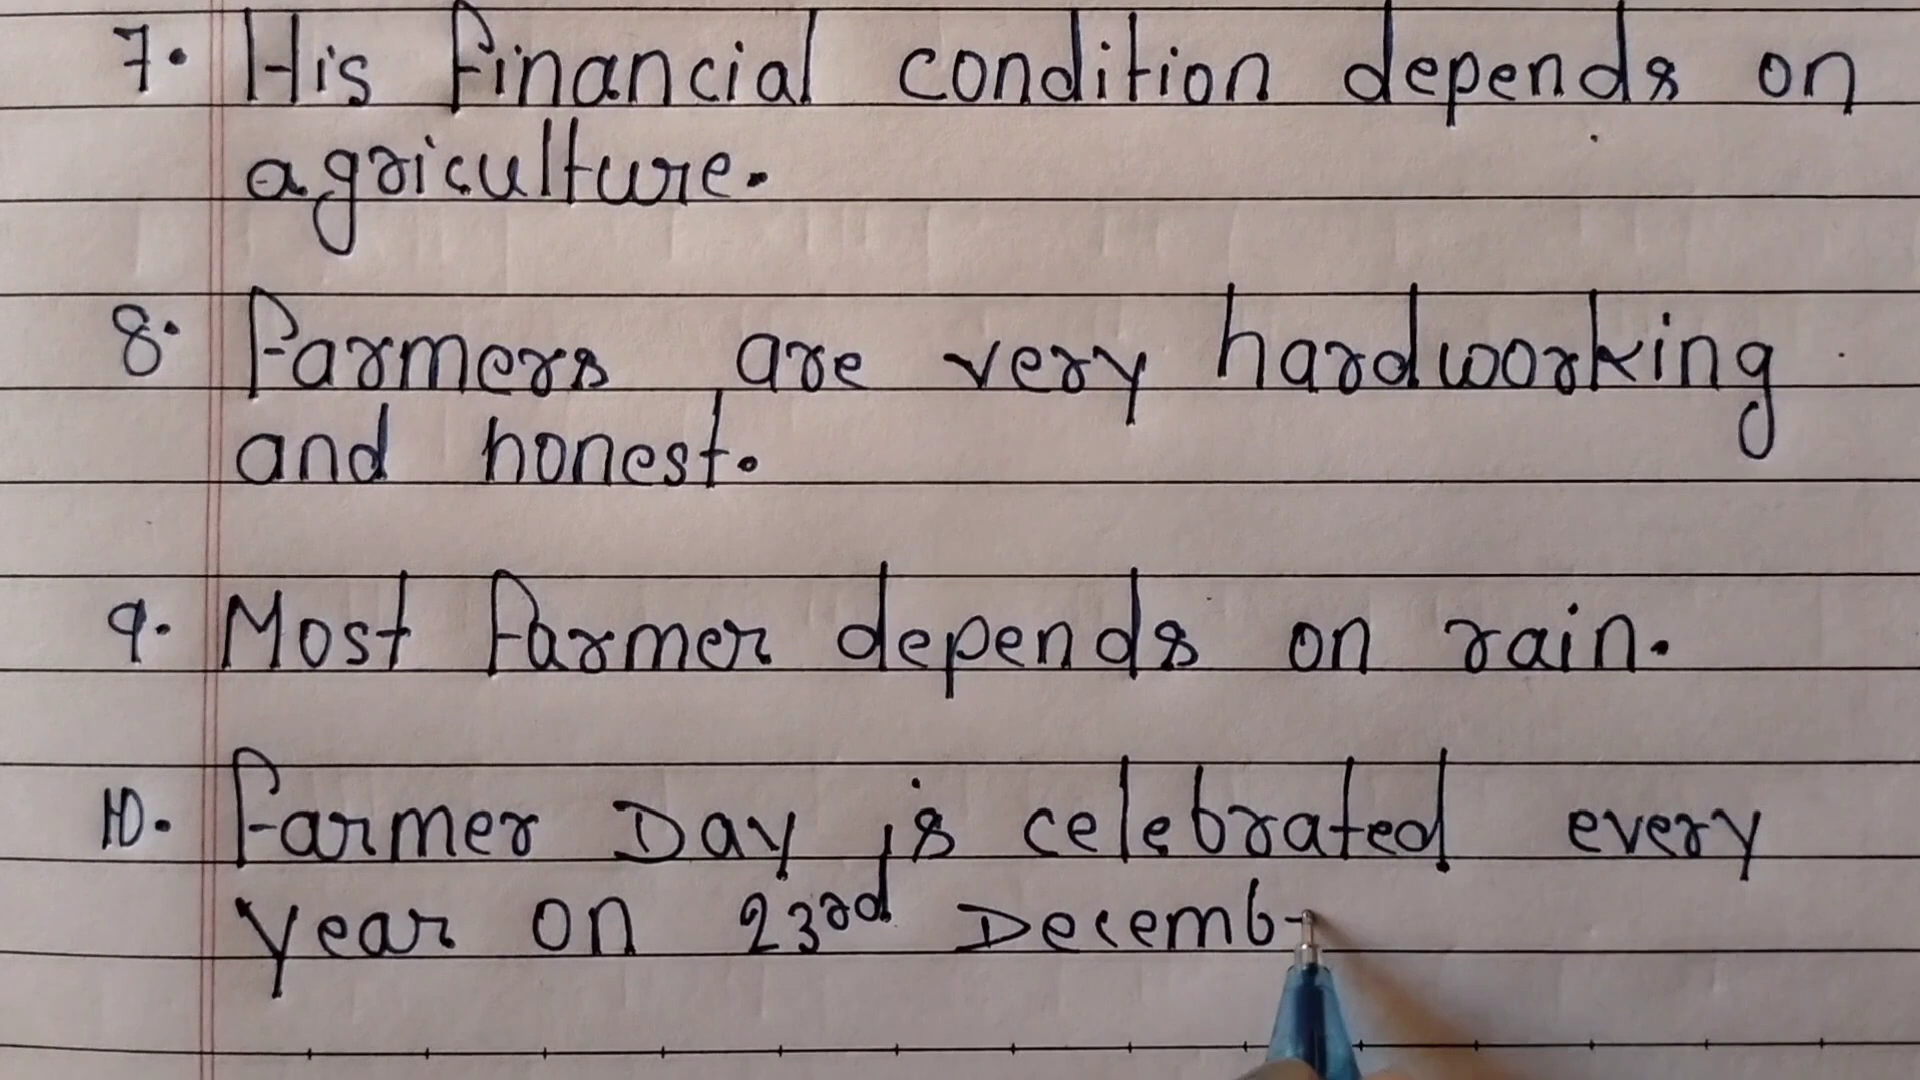 7. His financial condition depends on
agriculture.
8. Farmers are very hardworking
and honest.
9. Most farmer depends on rain.
10. Farmer Day is celebrated every
year on 23rd Decemb